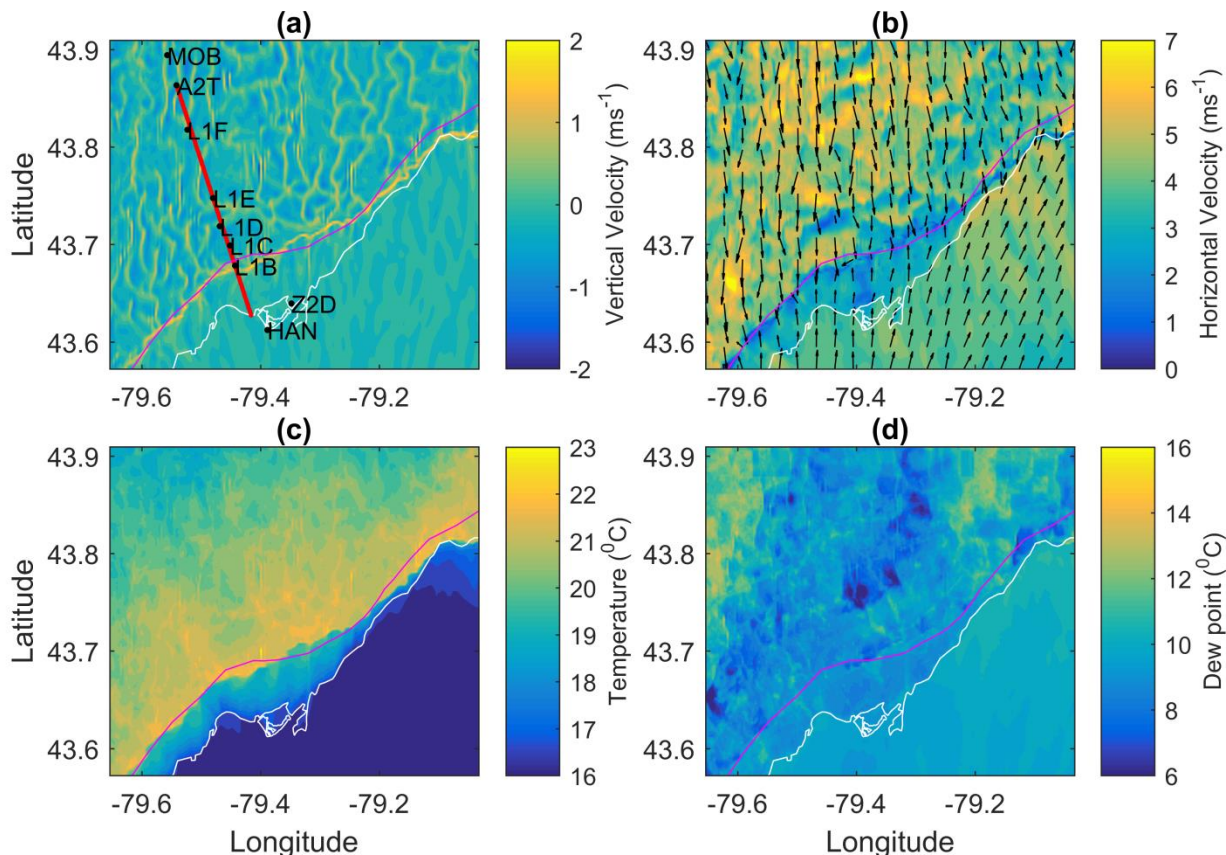 (a)
43.9
43.8
43.7
43.6
Latitude
-79.6
-79.4
-79.2
MOB
A2T
L1F
L1E
L1D
L1C
L1B
Z2D
HAN
2
1
0
-1
-2
Vertical Velocity (ms-1)
(b)
43.9
43.8
43.7
43.6
-79.6
-79.4
-79.2
7
6
5
4
3
2
1
0
Horizontal Velocity (ms-1)
(c)
43.9
43.8
43.7
43.6
Latitude
-79.6
-79.4
-79.2
Longitude
23
22
21
20
19
18
17
16
Temperature (0C)
(d)
43.9
43.8
43.7
43.6
-79.6
-79.4
-79.2
Longitude
16
14
12
10
8
6
Dew point (0C)